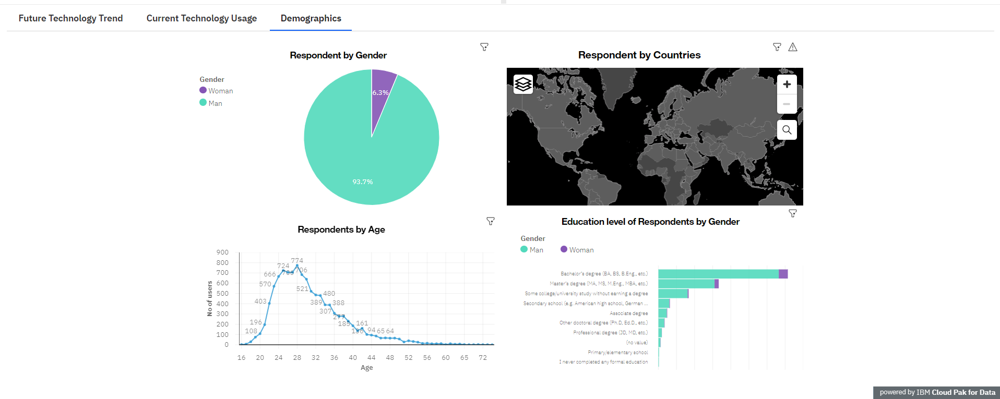 Future Technology Trend
Current Technology Usage
Demographics
Respondent by Gender
Gender
Woman
Man
6.3%
93.7%
Respondent by Countries
Respondents by Age
No of users
900
800
700
600
500
400
300
200
100
0
108
196
403
570
666
724
774
706
521
480
389
388
307
277
185
136
161
94
65
64
16
20
24
28
32
36
40
44
48
52
56
60
65
72
Age
Education level of Respondents by Gender
Gender
Man
Woman
Bachelor's degree (BA, BS, B.Eng., etc.)
Master's degree (MA, MS, M.Eng., MBA, etc.)
Some college/university study without earning a degree
Secondary school (e.g. American high school, German ...
Associate degree
Other doctoral degree (Ph.D, Ed.D., etc.)
Professional degree (JD, MD, etc.)
(no value)
Primary/elementary school
I never completed any formal education
powered by IBM Cloud Pak for Data